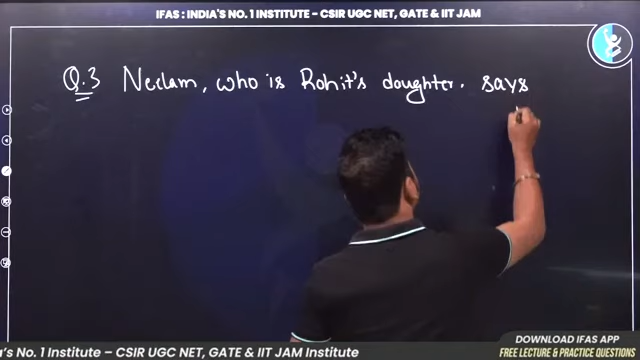 IFAS : INDIA'S NO. 1 INSTITUTE – CSIR UGC NET, GATE & IIT JAM
Q.3 Neelam, who is Rohit's daughter. says
DOWNLOAD IFAS APP
a's No. 1 Institute – CSIR UGC NET, GATE & IIT JAM Institute
FREE LECTURE & PRACTICE QUESTIONS